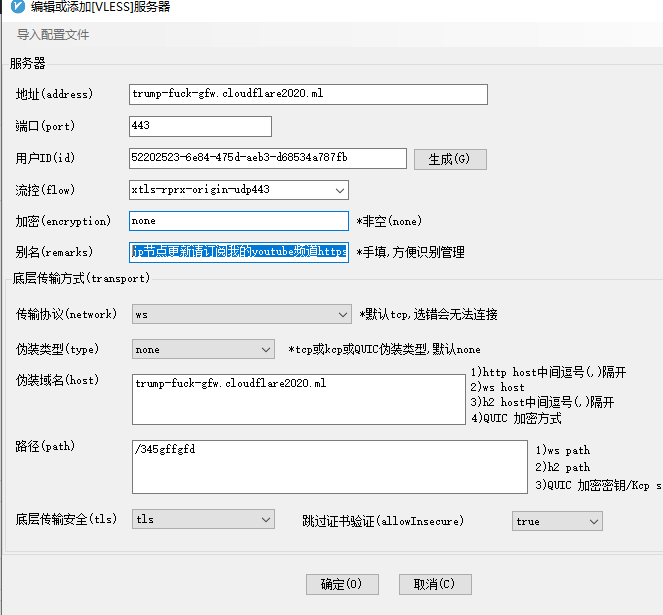 编辑或添加[VLESS]服务器
导入配置文件
服务器
地址(address) trump-fuck-gfw.cloudflare2020.ml
端口(port) 443
用户ID(id) 52202523-6e84-475d-aeb3-d68534a787fb 生成(G)
流控(flow) xtls-rprx-origin-udp443
加密(encryption) none *非空(none)
别名(remarks) ip节点更新请订阅我的youtube频道https *手填,方便识别管理
底层传输方式(transport)
传输协议(network) ws *默认tcp,选错会无法连接
伪装类型(type) none *tcp或kcp或QUIC伪装类型,默认none
伪装域名(host) trump-fuck-gfw.cloudflare2020.ml
1)http host中间逗号(,)隔开
2)ws host
3)h2 host中间逗号(,)隔开
4)QUIC 加密方式
路径(path) /345gffgfd
1)ws path
2)h2 path
3)QUIC 加密密钥/Kcp s
底层传输安全(tls) tls 跳过证书验证(allowInsecure) true
确定(O) 取消(C)